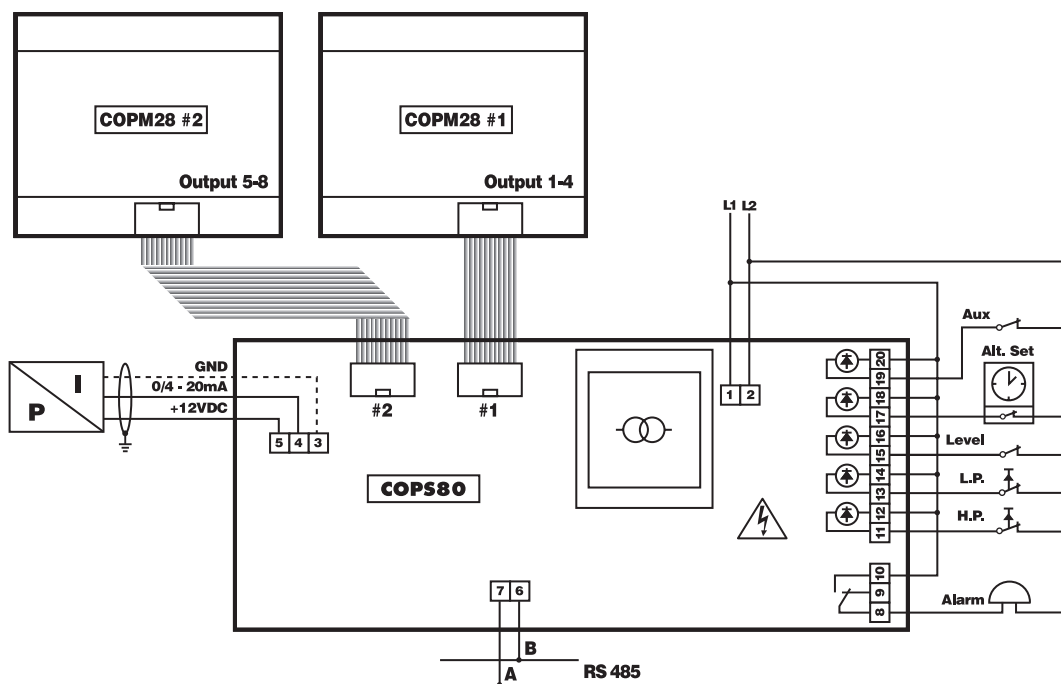 COPM28 #2
Output 5-8
COPM28 #1
Output 1-4
L1 L2
GND
0/4 - 20mA
+12VDC
I
P
5 4 3
#2
#1
1 2
COPS80
20
19
18
17
16
15
14
13
12
11
10
9
8
Aux
Alt. Set
Level
L.P.
H.P.
Alarm
7 6
B
A
RS 485